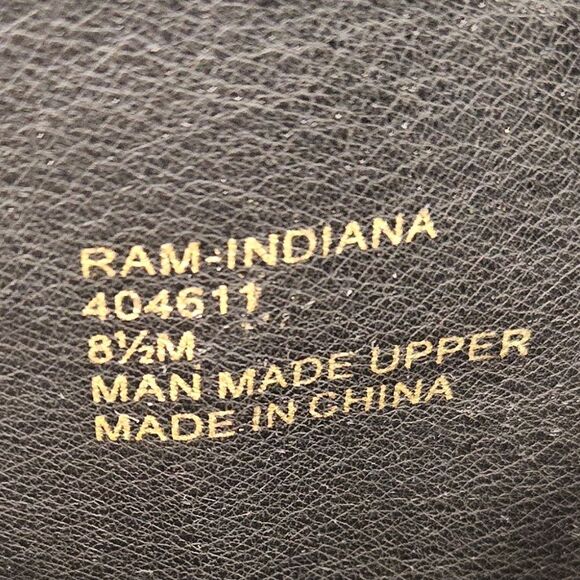 RAM-INDIANA
404611
8½M
MAN MADE UPPER
MADE IN CHINA